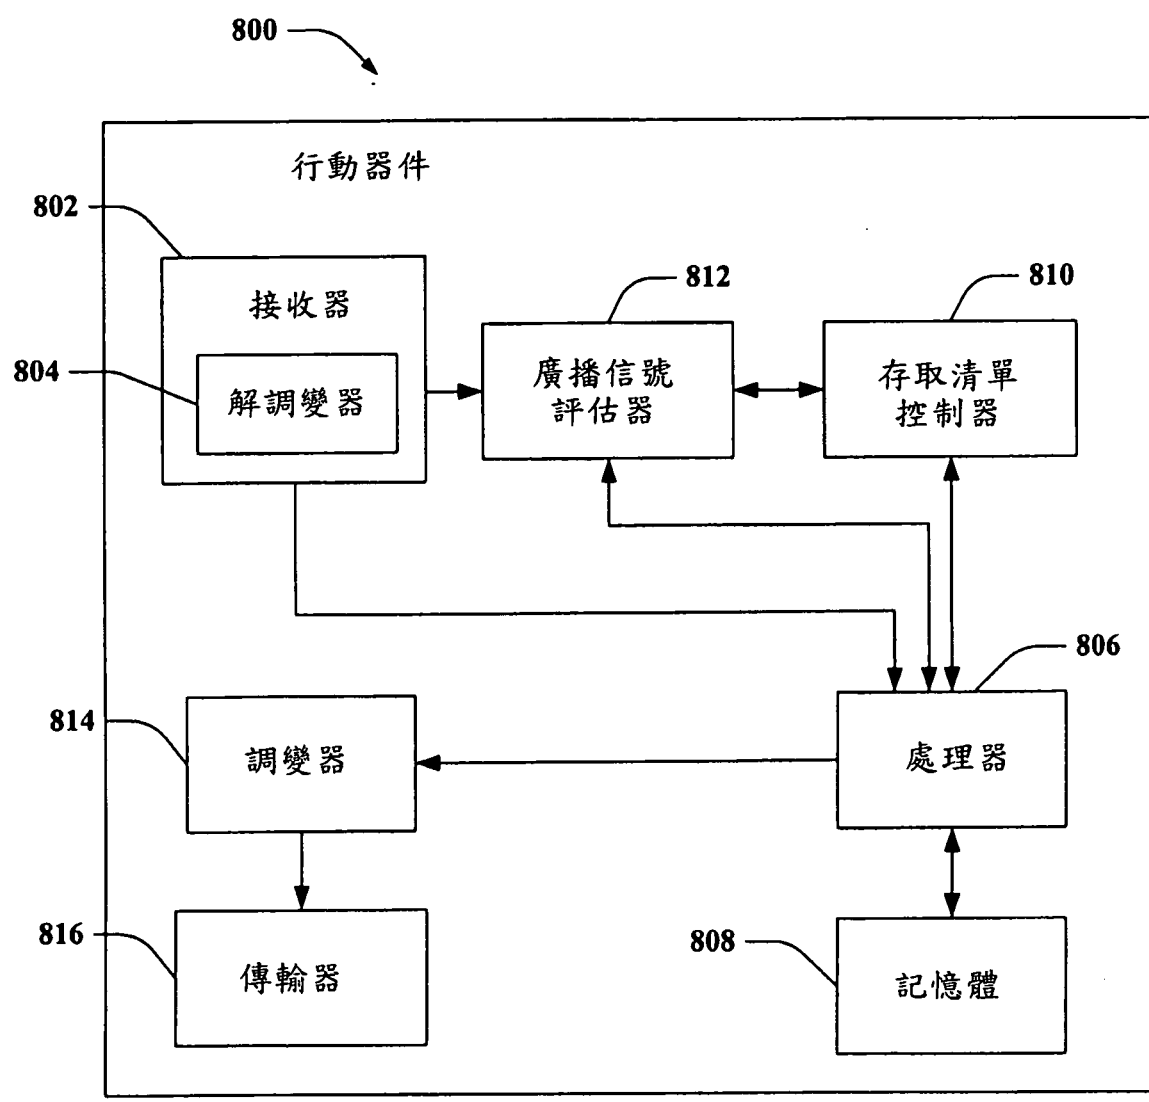 800
行動器件
802
接收器
804
解調變器
812
廣播信號
評估器
810
存取清單
控制器
806
處理器
814
調變器
816
傳輸器
808
記憶體